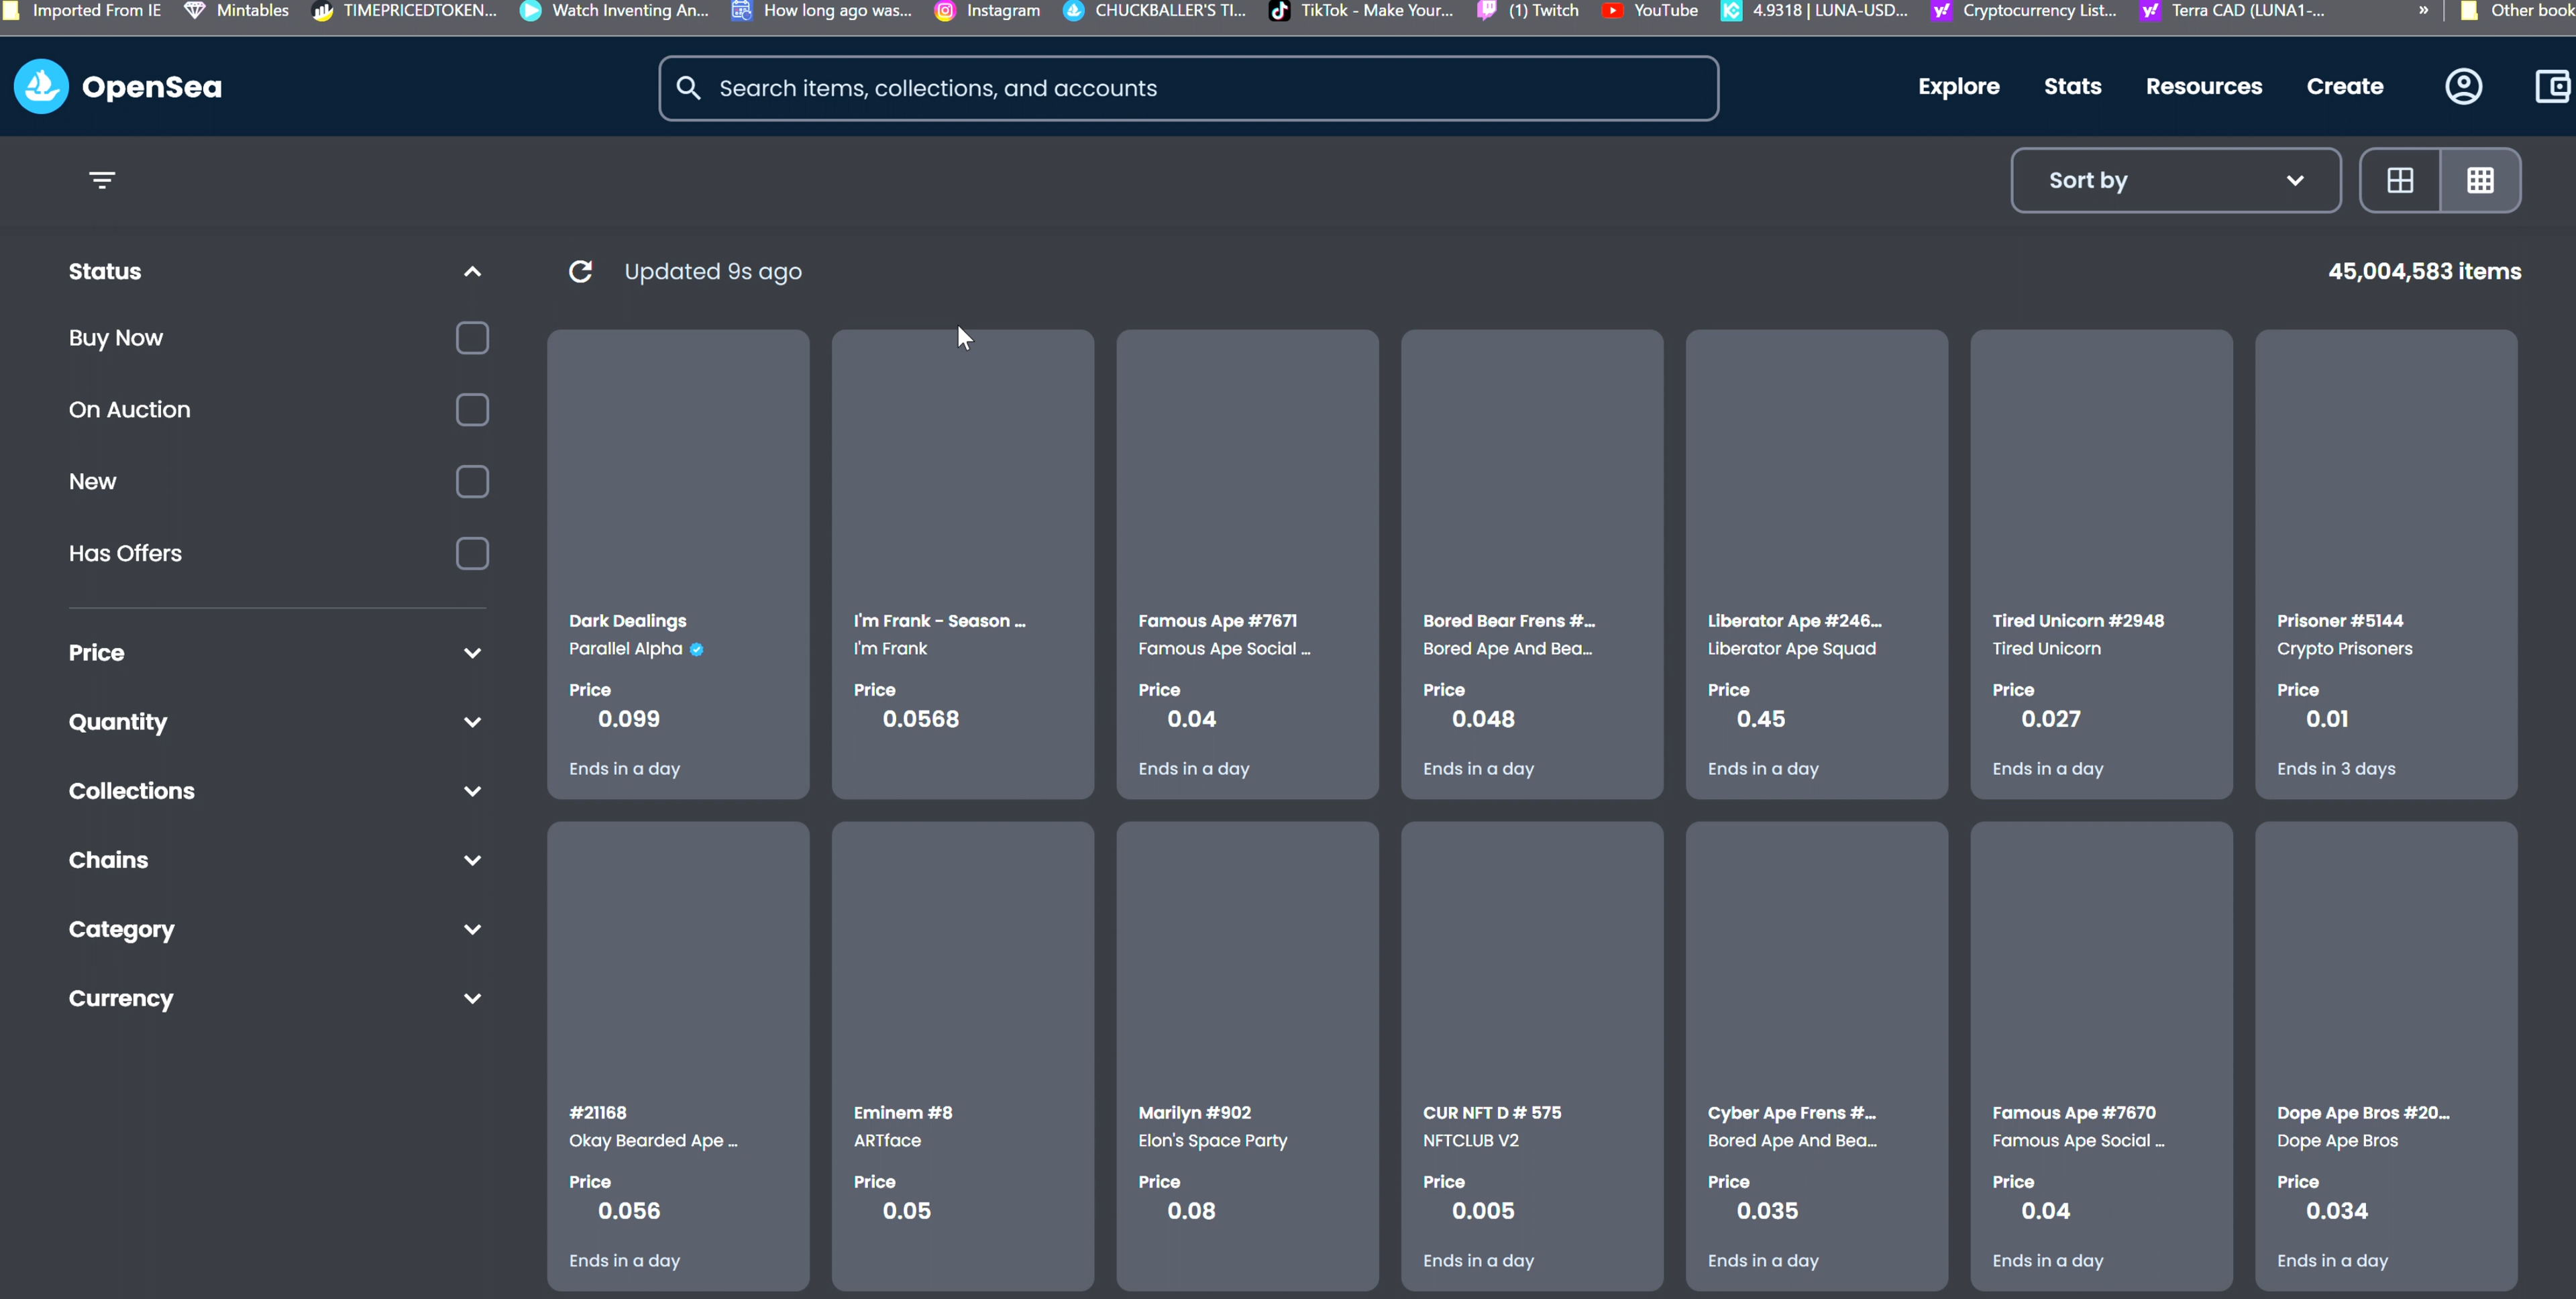 Imported From IE Mintables TIMEPRICEDTOKEN... Watch Inventing An... How long ago was... Instagram CHUCKBALLER'S TI... TikTok - Make Your... (1) Twitch YouTube 4.9318 | LUNA-USD... Cryptocurrency List... Terra CAD (LUNA1-... » Other book
OpenSea Search items, collections, and accounts Explore Stats Resources Create
Sort by
Status
Buy Now
On Auction
New
Has Offers
Price
Quantity
Collections
Chains
Category
Currency
Updated 9s ago 45,004,583 items
Dark Dealings
Parallel Alpha
Price
0.099
Ends in a day
I'm Frank - Season ...
I'm Frank
Price
0.0568
Famous Ape #7671
Famous Ape Social ...
Price
0.04
Ends in a day
Bored Bear Frens #...
Bored Ape And Bea...
Price
0.048
Ends in a day
Liberator Ape #246...
Liberator Ape Squad
Price
0.45
Ends in a day
Tired Unicorn #2948
Tired Unicorn
Price
0.027
Ends in a day
Prisoner #5144
Crypto Prisoners
Price
0.01
Ends in 3 days
#21168
Okay Bearded Ape ...
Price
0.056
Ends in a day
Eminem #8
ARTface
Price
0.05
Marilyn #902
Elon's Space Party
Price
0.08
CUR NFT D # 575
NFTCLUB V2
Price
0.005
Ends in a day
Cyber Ape Frens #...
Bored Ape And Bea...
Price
0.035
Ends in a day
Famous Ape #7670
Famous Ape Social ...
Price
0.04
Ends in a day
Dope Ape Bros #20...
Dope Ape Bros
Price
0.034
Ends in a day